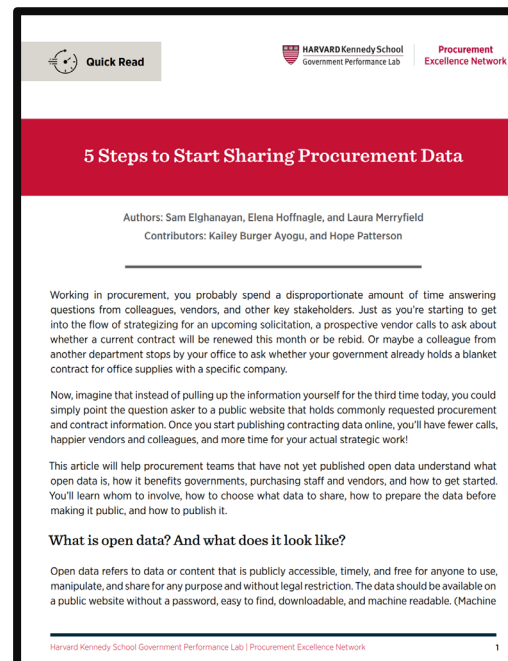 Quick Read
HARVARD Kennedy School
Government Performance Lab
Procurement
Excellence Network
5 Steps to Start Sharing Procurement Data
Authors: Sam Elghanayan, Elena Hoffnagle, and Laura Merryfield
Contributors: Kailey Burger Ayogu, and Hope Patterson
Working in procurement, you probably spend a disproportionate amount of time answering
questions from colleagues, vendors, and other key stakeholders. Just as you're starting to get
into the flow of strategizing for an upcoming solicitation, a prospective vendor calls to ask about
whether a current contract will be renewed this month or be rebid. Or maybe a colleague from
another department stops by your office to ask whether your government already holds a blanket
contract for office supplies with a specific company.
Now, imagine that instead of pulling up the information yourself for the third time today, you could
simply point the question asker to a public website that holds commonly requested procurement
and contract information. Once you start publishing contracting data online, you'll have fewer calls,
happier vendors and colleagues, and more time for your actual strategic work!
This article will help procurement teams that have not yet published open data understand what
open data is, how it benefits governments, purchasing staff and vendors, and how to get started.
You'll learn whom to involve, how to choose what data to share, how to prepare the data before
making it public, and how to publish it.
What is open data? And what does it look like?
Open data refers to data or content that is publicly accessible, timely, and free for anyone to use,
manipulate, and share for any purpose and without legal restriction. The data should be available on
a public website without a password, easy to find, downloadable, and machine readable. (Machine
Harvard Kennedy School Government Performance Lab | Procurement Excellence Network
1